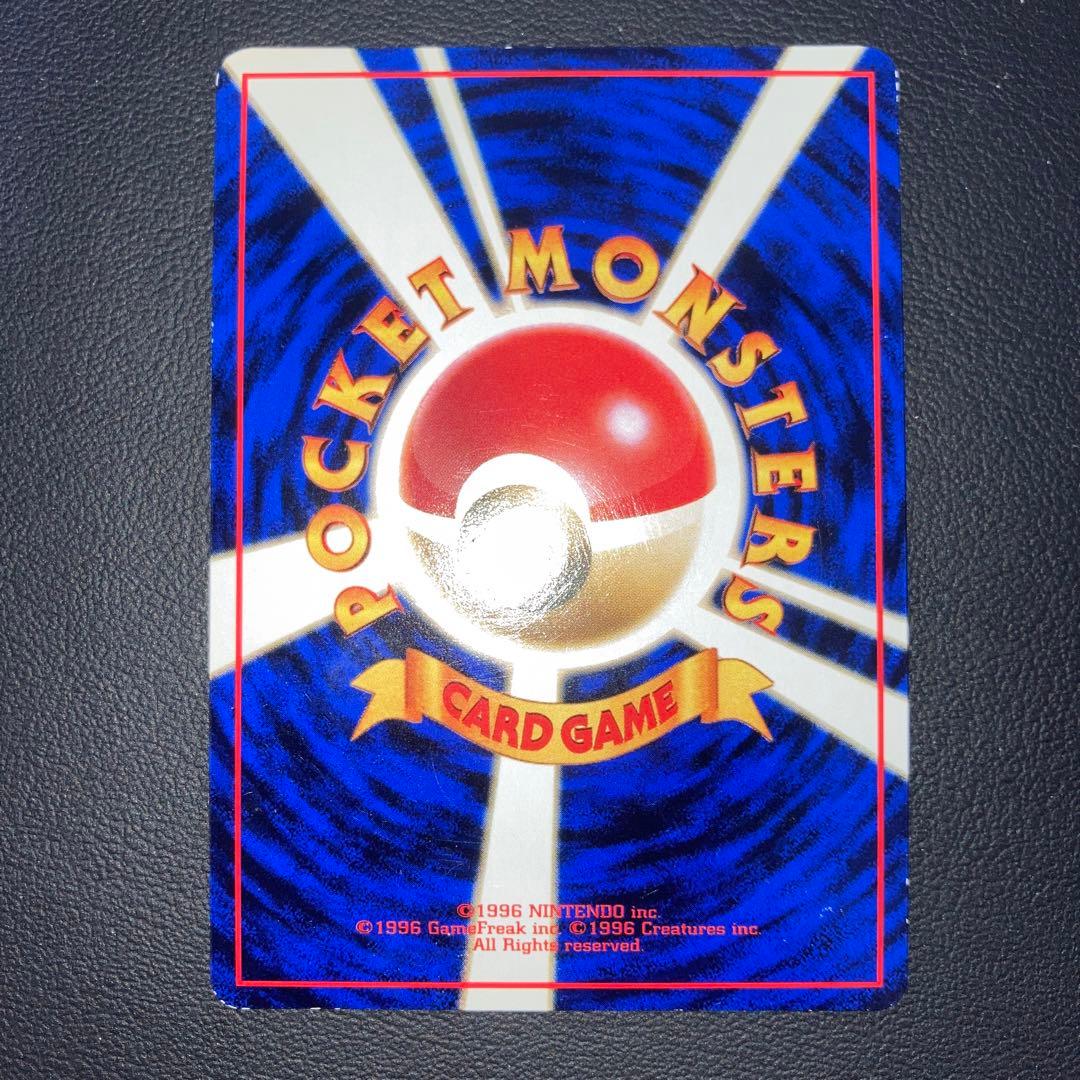 POCKET MONSTERS
CARD GAME
©1996 NINTENDO inc.
©1996 GameFreak inc. ©1996 Creatures inc.
All Rights reserved.